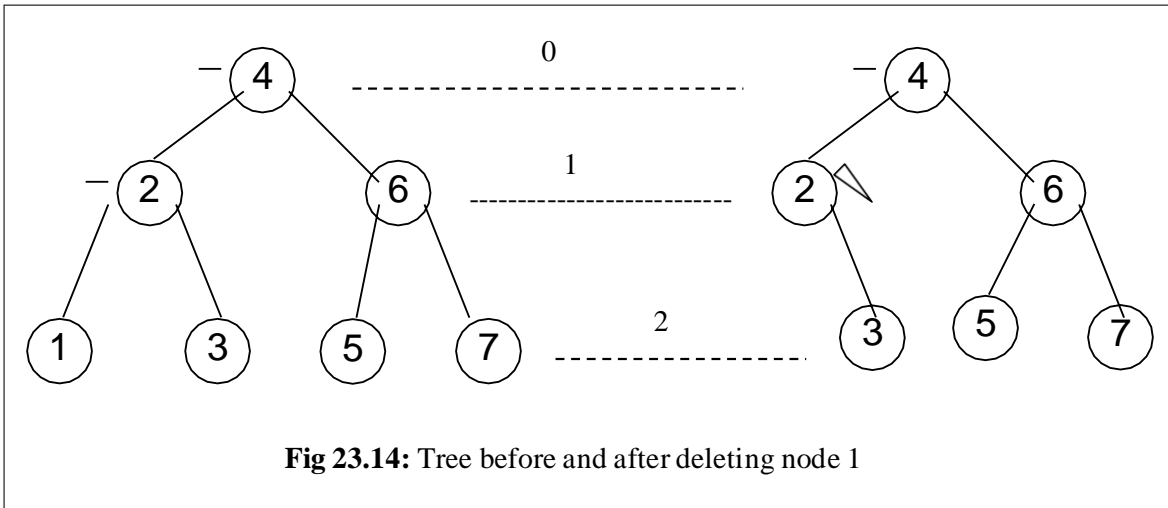 0
– 4 – 4
1
– 2 6 2 6
2
1 3 5 7 3 5 7
Fig 23.14: Tree before and after deleting node 1